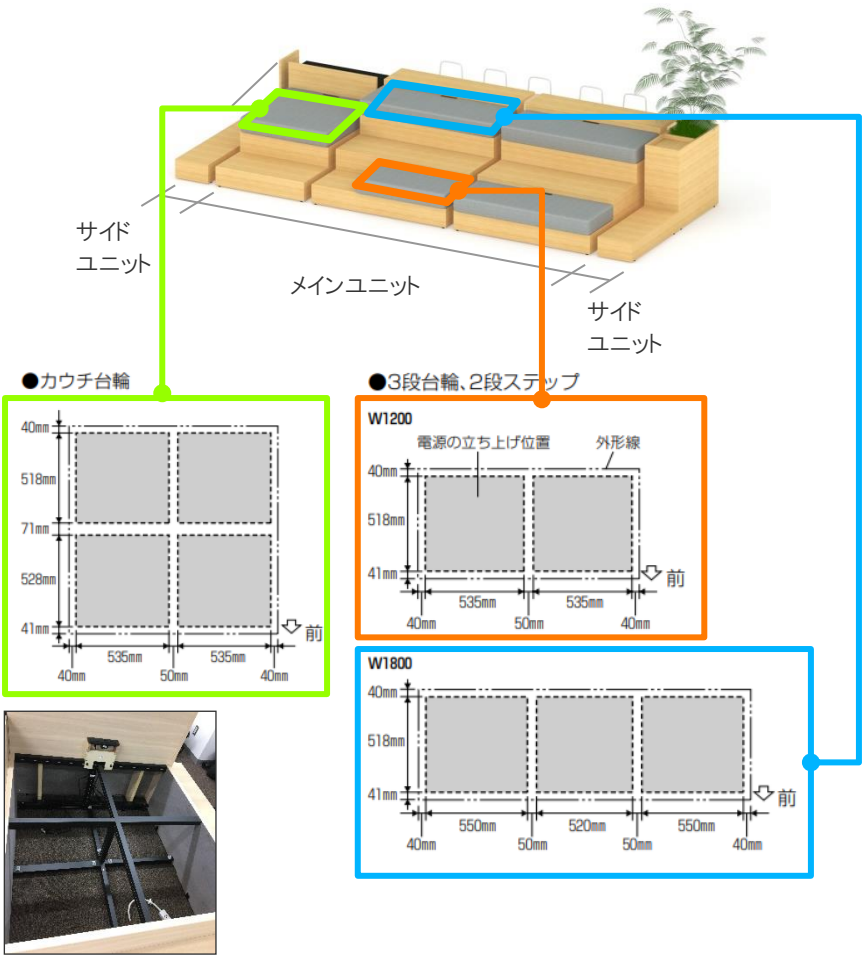 サイド
ユニット
メインユニット
サイド
ユニット
●カウチ台輪
40mm
518mm
71mm
528mm
41mm
535mm
535mm
40mm
50mm
40mm
前
●3段台輪、2段ステップ
W1200
電源の立ち上げ位置
外形線
40mm
518mm
41mm
535mm
535mm
40mm
50mm
40mm
前
W1800
40mm
518mm
41mm
550mm
520mm
550mm
40mm
50mm
50mm
40mm
前